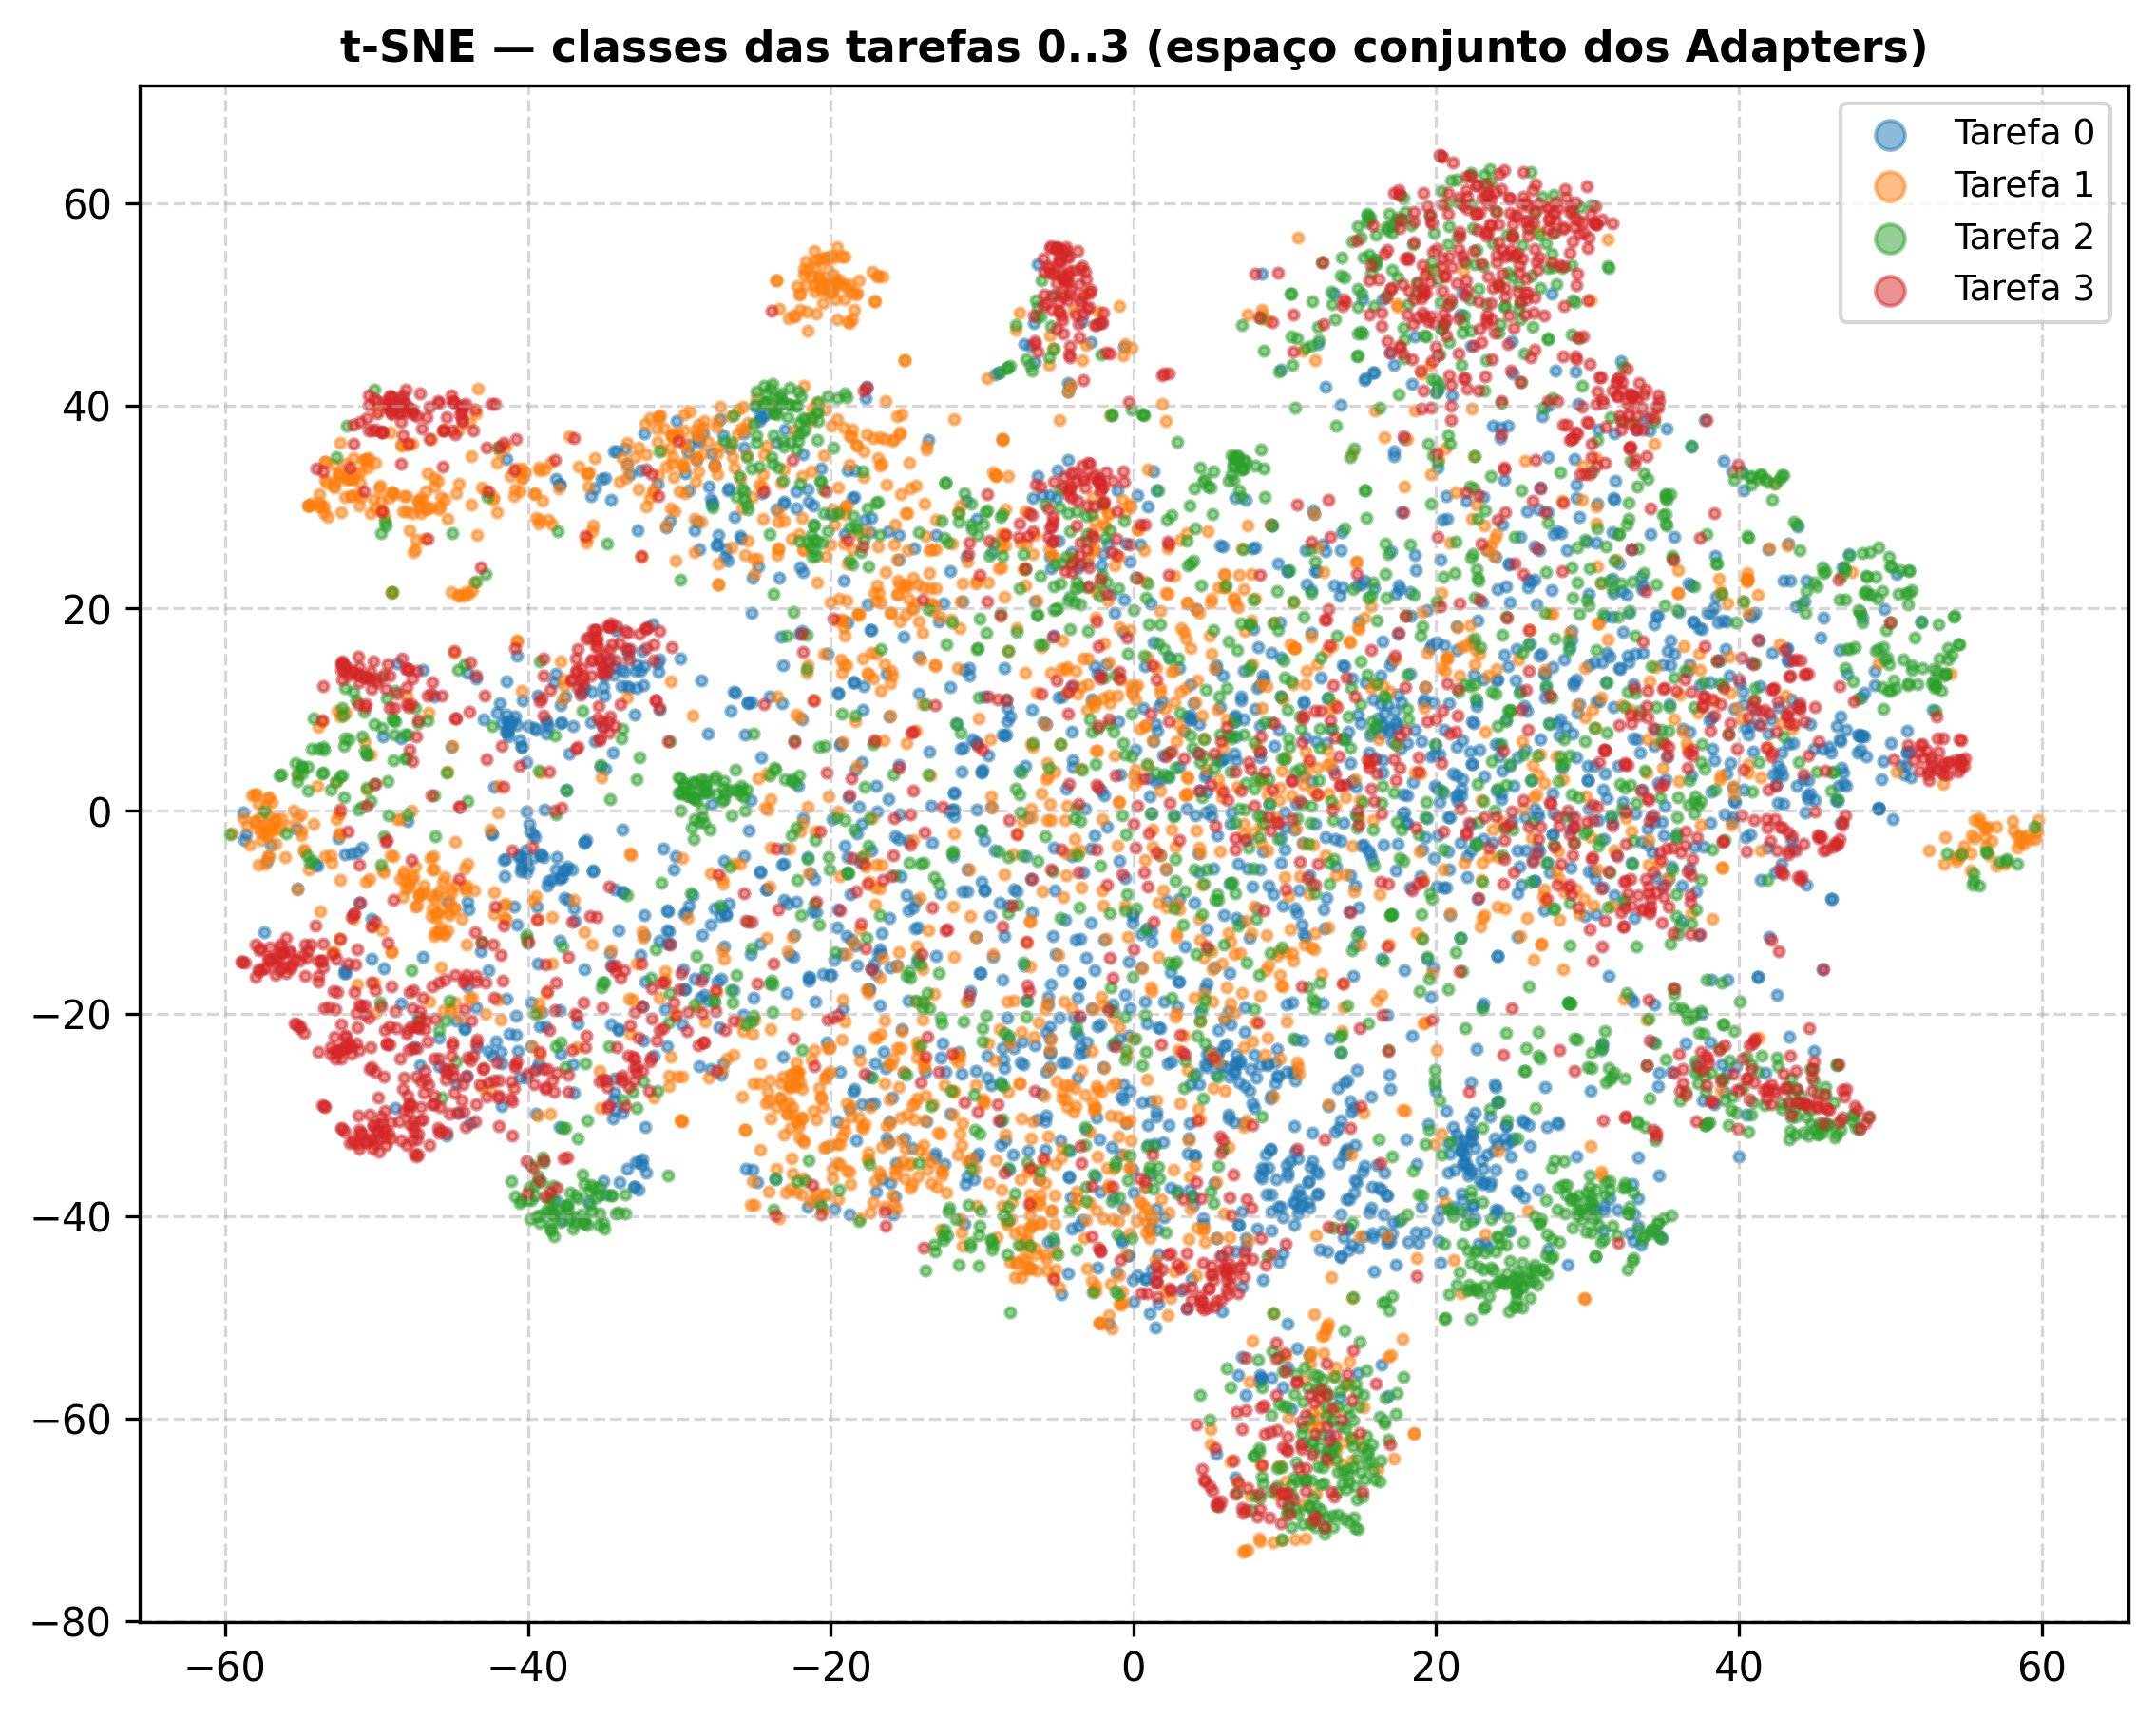 t-SNE — classes das tarefas 0..3 (espaço conjunto dos Adapters)
Tarefa 0
Tarefa 1
Tarefa 2
Tarefa 3
60
40
20
0
−20
−40
−60
−80
−60 −40 −20 0 20 40 60